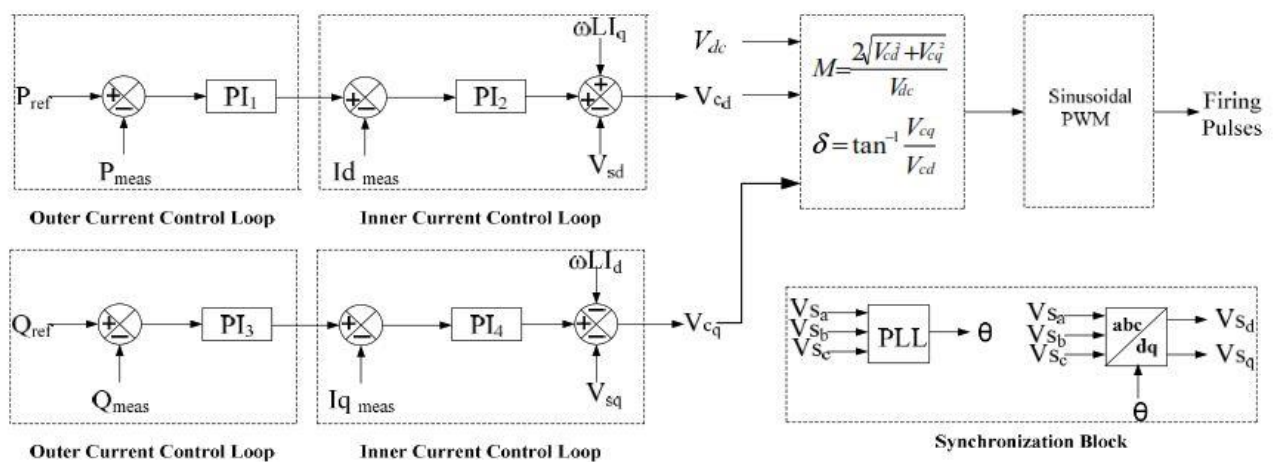 ωLI_q
P_ref + − PI₁ + − PI₂ + + − V_cd
P_meas
Id _meas
V_sd
Outer Current Control Loop
Inner Current Control Loop
V_dc
M = 2√(V_cd² + V_cq²) / V_dc
δ = tan⁻¹ V_cq / V_cd
Sinusoidal
PWM
Firing
Pulses
ωLI_d
Q_ref + − PI₃ + − PI₄ − + − V_cq
Q_meas
Iq _meas
V_sq
Outer Current Control Loop
Inner Current Control Loop
VS_a
VS_b
VS_c
PLL
θ
VS_a
VS_b
VS_c
abc
dq
VS_d
VS_q
θ
Synchronization Block